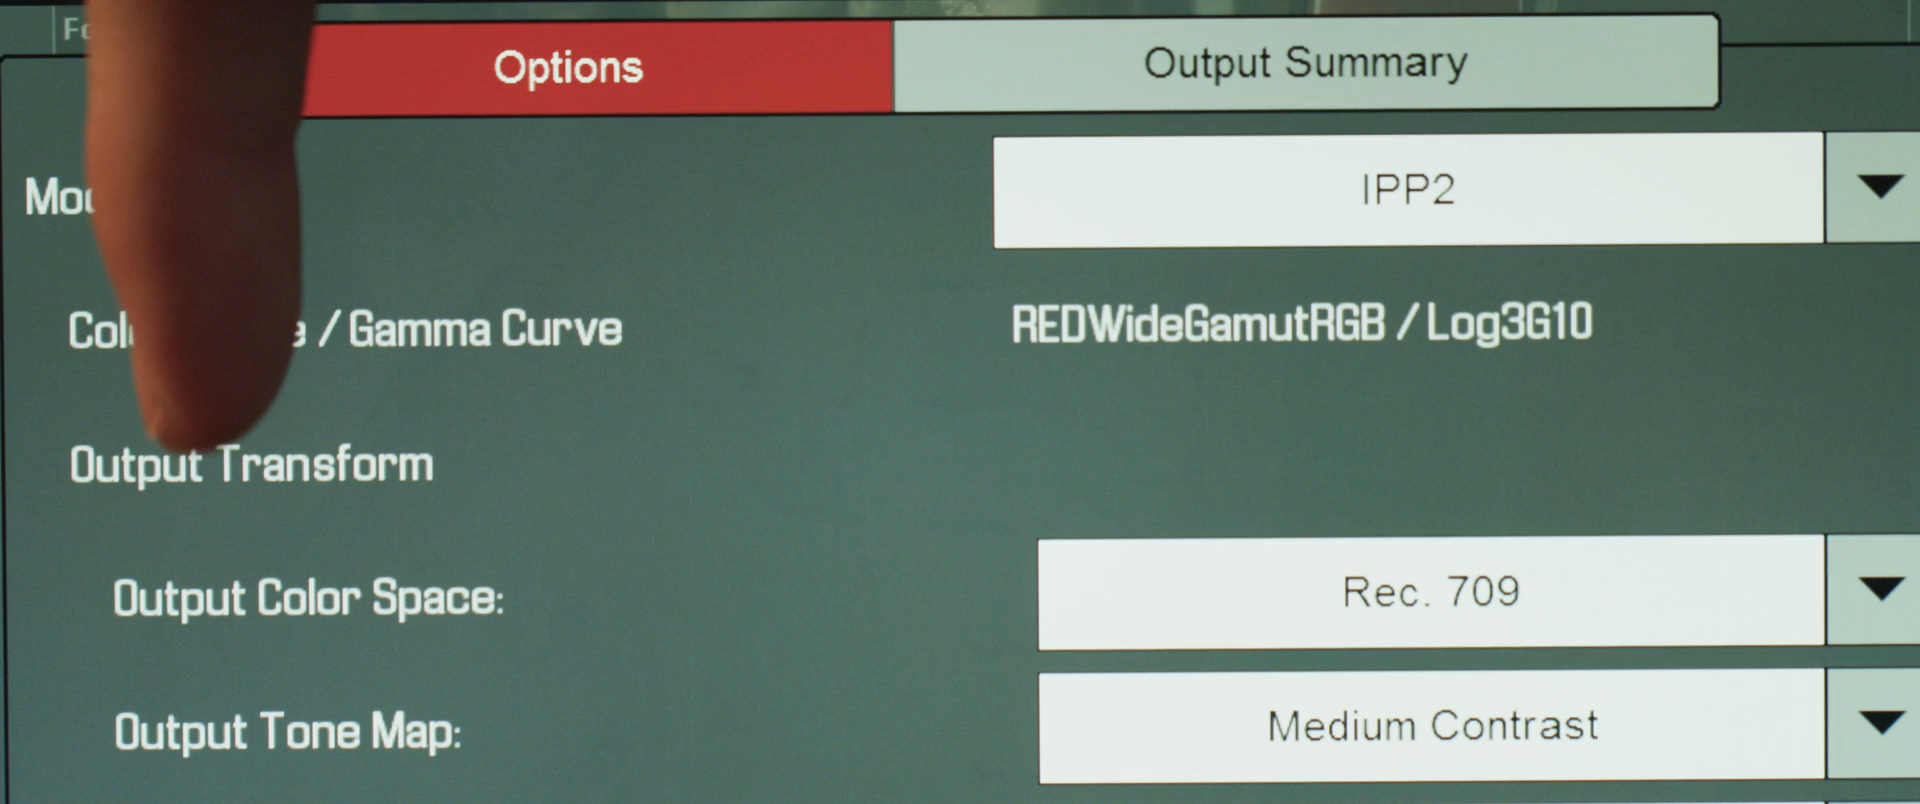 Options
Output Summary
IPP2
/ Gamma Curve
REDWideGamutRGB / Log3G10
Output Transform
Output Color Space:
Rec. 709
Output Tone Map:
Medium Contrast